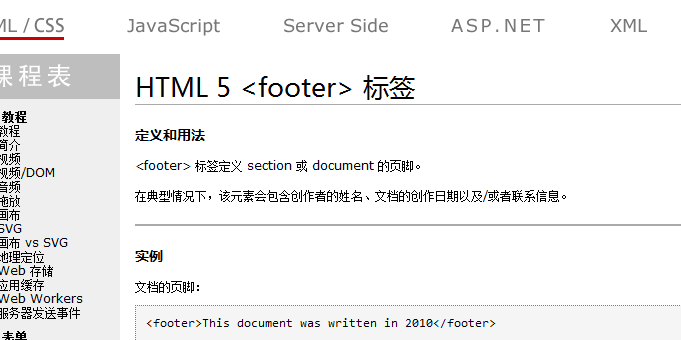 ML / CSS JavaScript Server Side ASP.NET XML
课程表
HTML 5 <footer> 标签
教程
教程
简介
视频
视频/DOM
音频
拖放
画布
SVG
画布 vs SVG
地理定位
Web 存储
应用缓存
Web Workers
服务器发送事件
表单
定义和用法
<footer> 标签定义 section 或 document 的页脚。
在典型情况下，该元素会包含创作者的姓名、文档的创作日期以及/或者联系信息。
实例
文档的页脚：
<footer>This document was written in 2010</footer>